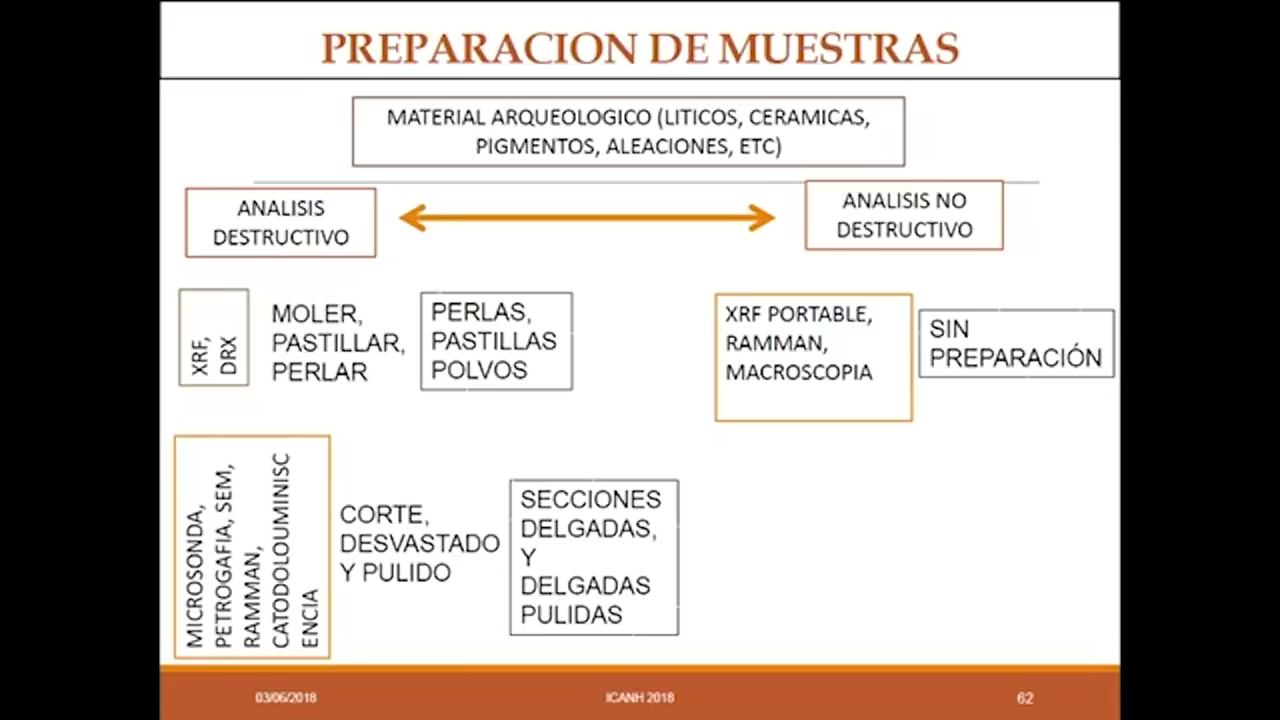 PREPARACION DE MUESTRAS
MATERIAL ARQUEOLOGICO (LITICOS, CERAMICAS,
PIGMENTOS, ALEACIONES, ETC)
ANALISIS
DESTRUCTIVO
ANALISIS NO
DESTRUCTIVO
XRF,
DRX
MOLER,
PASTILLAR,
PERLAR
PERLAS,
PASTILLAS
POLVOS
XRF PORTABLE,
RAMMAN,
MACROSCOPIA
SIN
PREPARACIÓN
MICROSONDA,
PETROGAFIA, SEM,
RAMMAN,
CATODOLOUMINISC
ENCIA
CORTE,
DESVASTADO
Y PULIDO
SECCIONES
DELGADAS,
Y
DELGADAS
PULIDAS
03/06/2018
ICANH 2018
62